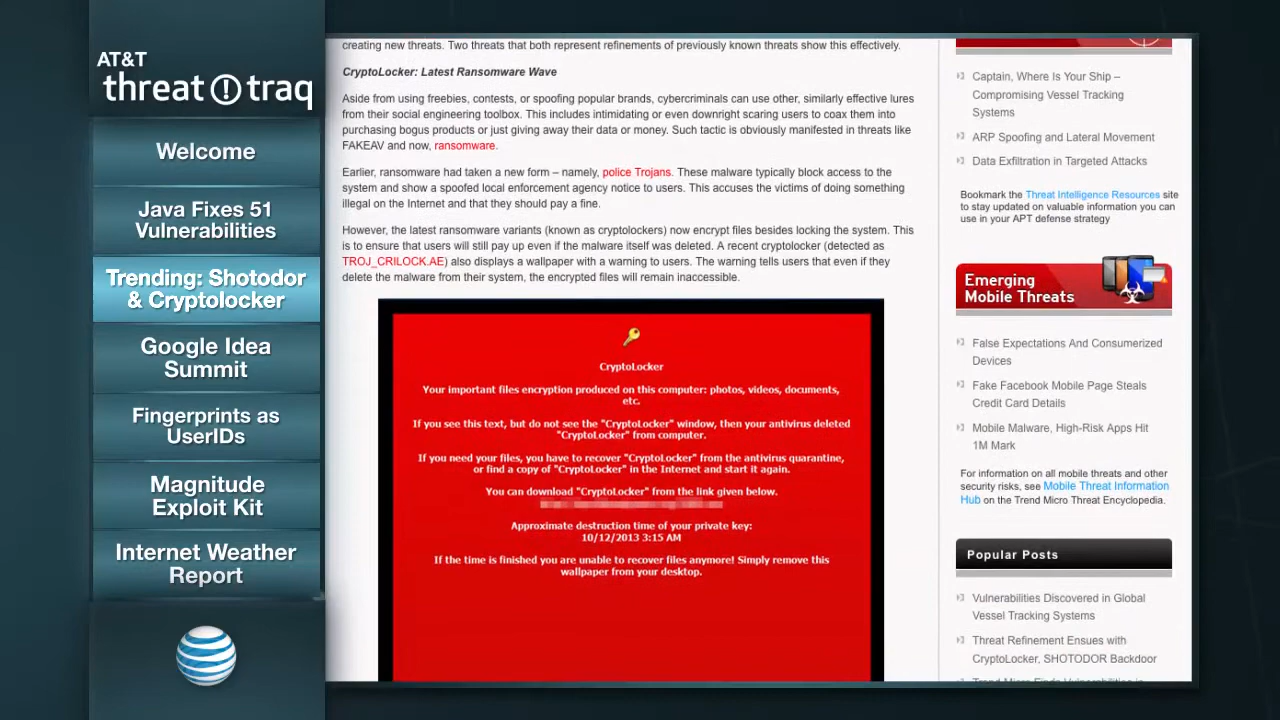 AT&T
threat traq
Welcome
Java Fixes 51
Vulnerabilities
Trending: Shotodor
& Cryptolocker
Google Idea
Summit
Fingerprints as
UserIDs
Magnitude
Exploit Kit
Internet Weather
Report
creating new threats. Two threats that both represent refinements of previously known threats show this effectively.
CryptoLocker: Latest Ransomware Wave
Aside from using freebies, contests, or spoofing popular brands, cybercriminals can use other, similarly effective lures
from their social engineering toolbox. This includes intimidating or even downright scaring users to coax them into
purchasing bogus products or just giving away their data or money. Such tactic is obviously manifested in threats like
FAKEAV and now, ransomware.
Earlier, ransomware had taken a new form – namely, police Trojans. These malware typically block access to the
system and show a spoofed local enforcement agency notice to users. This accuses the victims of doing something
illegal on the Internet and that they should pay a fine.
However, the latest ransomware variants (known as cryptolockers) now encrypt files besides locking the system. This
is to ensure that users will still pay up even if the malware itself was deleted. A recent cryptolocker (detected as
TROJ_CRILOCK.AE) also displays a wallpaper with a warning to users. The warning tells users that even if they
delete the malware from their system, the encrypted files will remain inaccessible.
CryptoLocker
Your important files encryption produced on this computer: photos, videos, documents,
etc.
If you see this text, but do not see the "CryptoLocker" window, then your antivirus deleted
"CryptoLocker" from computer.
If you need your files, you have to recover "CryptoLocker" from the antivirus quarantine,
or find a copy of "CryptoLocker" in the Internet and start it again.
You can download "CryptoLocker" from the link given below.
Approximate destruction time of your private key:
10/12/2013 3:15 AM
If the time is finished you are unable to recover files anymore! Simply remove this
wallpaper from your desktop.
Captain, Where Is Your Ship –
Compromising Vessel Tracking
Systems
ARP Spoofing and Lateral Movement
Data Exfiltration in Targeted Attacks
Bookmark the Threat Intelligence Resources site
to stay updated on valuable information you can
use in your APT defense strategy
Emerging
Mobile Threats
False Expectations And Consumerized
Devices
Fake Facebook Mobile Page Steals
Credit Card Details
Mobile Malware, High-Risk Apps Hit
1M Mark
For information on all mobile threats and other
security risks, see Mobile Threat Information
Hub on the Trend Micro Threat Encyclopedia.
Popular Posts
Vulnerabilities Discovered in Global
Vessel Tracking Systems
Threat Refinement Ensues with
CryptoLocker, SHOTODOR Backdoor